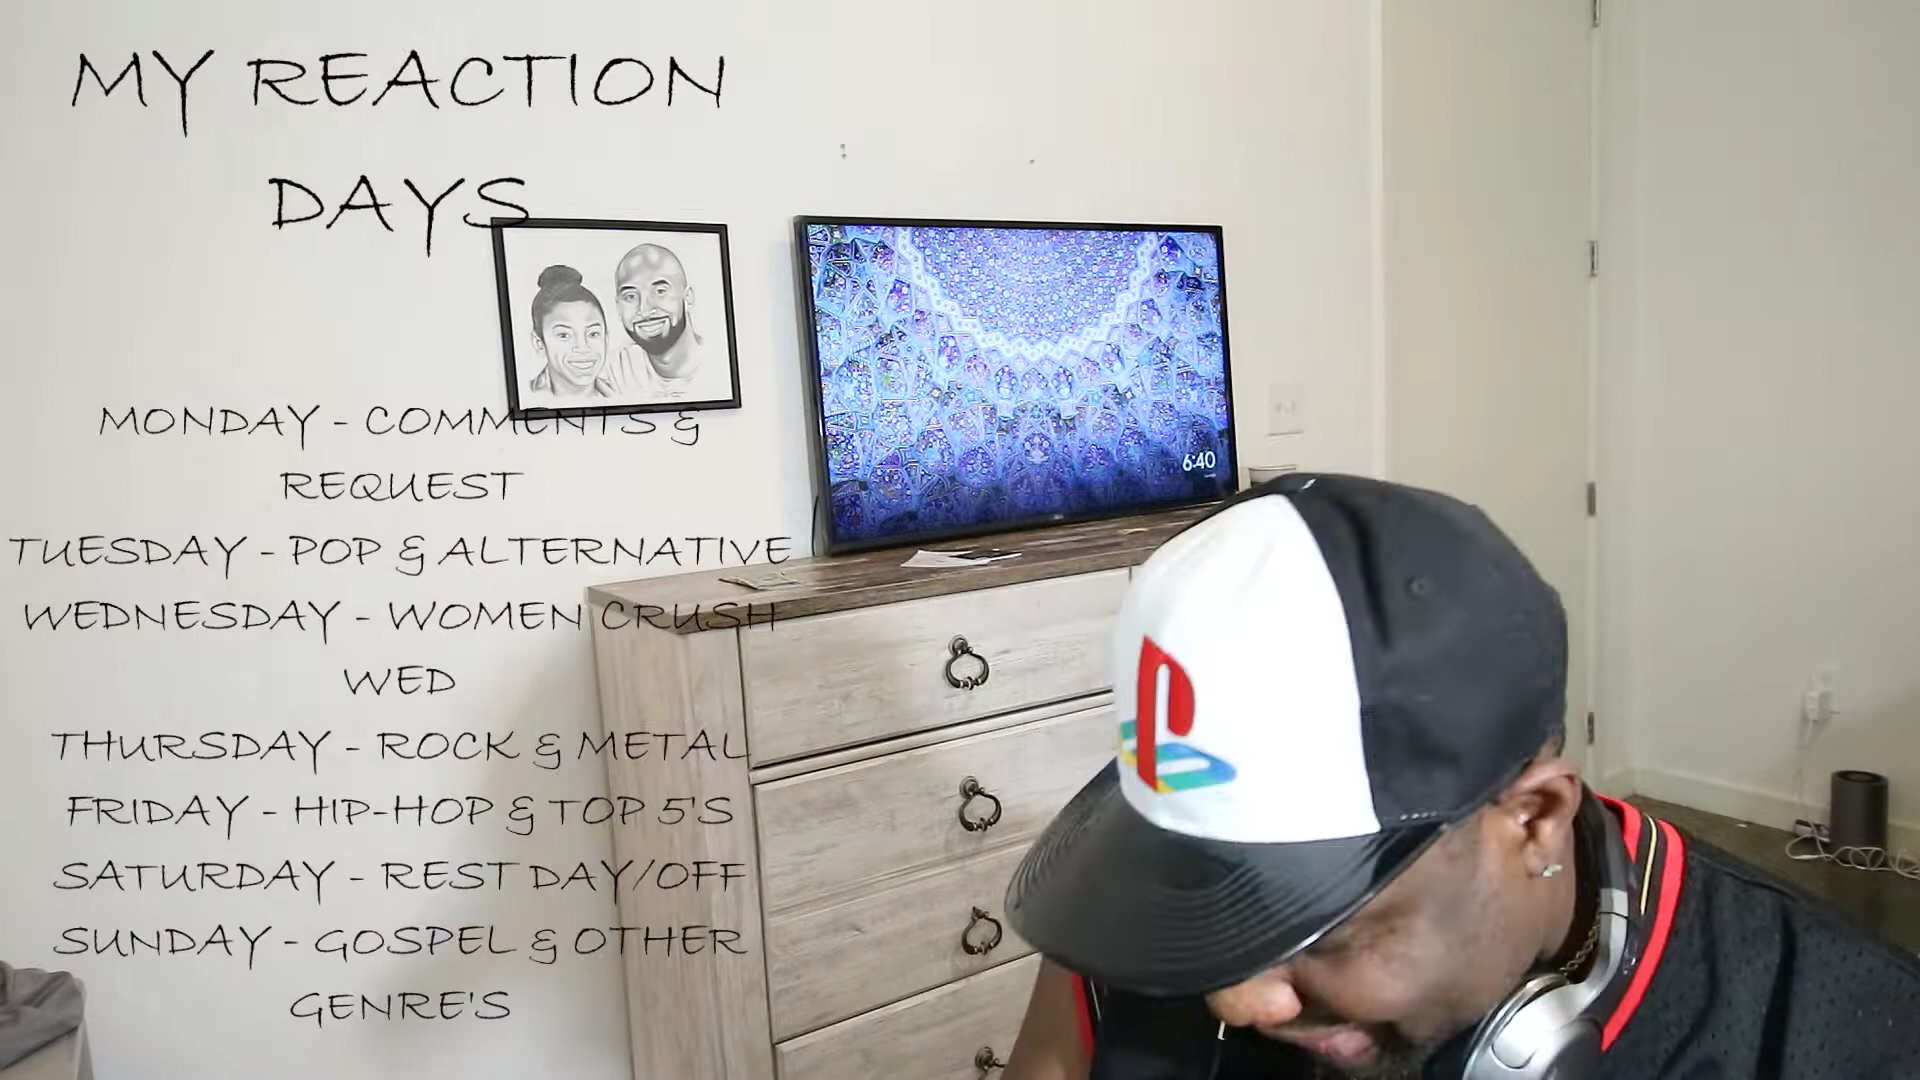 MY REACTION
DAYS
MONDAY - COMMENTS &
REQUEST
TUESDAY - POP & ALTERNATIVE
WEDNESDAY - WOMEN CRUSH
WED
THURSDAY - ROCK & METAL
FRIDAY - HIP-HOP & TOP 5'S
SATURDAY - REST DAY/OFF
SUNDAY - GOSPEL & OTHER
GENRE'S
6:40